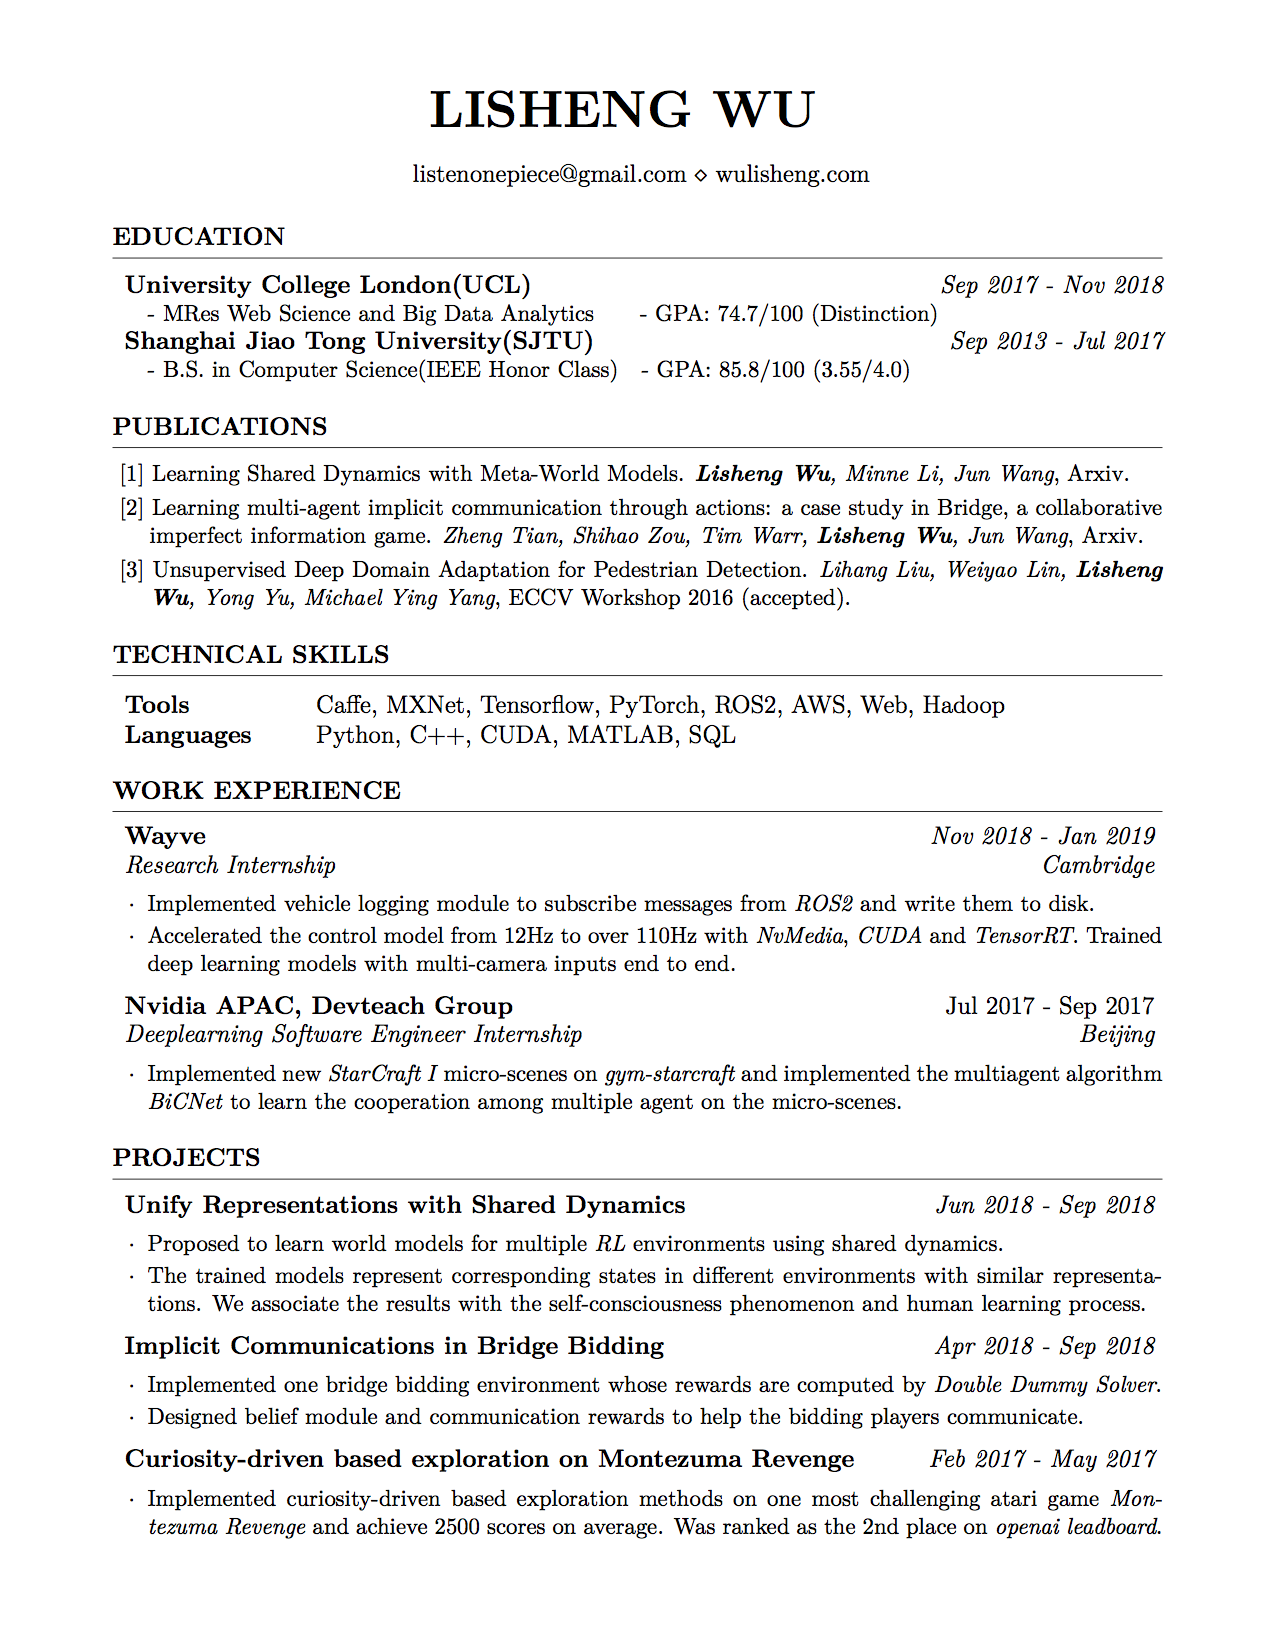 LISHENG WU
listenonepiece@gmail.com ⋄ wulisheng.com
EDUCATION
University College London(UCL) Sep 2017 - Nov 2018
- MRes Web Science and Big Data Analytics - GPA: 74.7/100 (Distinction)
Shanghai Jiao Tong University(SJTU) Sep 2013 - Jul 2017
- B.S. in Computer Science(IEEE Honor Class) - GPA: 85.8/100 (3.55/4.0)
PUBLICATIONS
[1] Learning Shared Dynamics with Meta-World Models. Lisheng Wu, Minne Li, Jun Wang, Arxiv.
[2] Learning multi-agent implicit communication through actions: a case study in Bridge, a collaborative
imperfect information game. Zheng Tian, Shihao Zou, Tim Warr, Lisheng Wu, Jun Wang, Arxiv.
[3] Unsupervised Deep Domain Adaptation for Pedestrian Detection. Lihang Liu, Weiyao Lin, Lisheng
Wu, Yong Yu, Michael Ying Yang, ECCV Workshop 2016 (accepted).
TECHNICAL SKILLS
Tools Caffe, MXNet, Tensorflow, PyTorch, ROS2, AWS, Web, Hadoop
Languages Python, C++, CUDA, MATLAB, SQL
WORK EXPERIENCE
Wayve Nov 2018 - Jan 2019
Research Internship Cambridge
· Implemented vehicle logging module to subscribe messages from ROS2 and write them to disk.
· Accelerated the control model from 12Hz to over 110Hz with NvMedia, CUDA and TensorRT. Trained
deep learning models with multi-camera inputs end to end.
Nvidia APAC, Devteach Group Jul 2017 - Sep 2017
Deeplearning Software Engineer Internship Beijing
· Implemented new StarCraft I micro-scenes on gym-starcraft and implemented the multiagent algorithm
BiCNet to learn the cooperation among multiple agent on the micro-scenes.
PROJECTS
Unify Representations with Shared Dynamics Jun 2018 - Sep 2018
· Proposed to learn world models for multiple RL environments using shared dynamics.
· The trained models represent corresponding states in different environments with similar representa-
tions. We associate the results with the self-consciousness phenomenon and human learning process.
Implicit Communications in Bridge Bidding Apr 2018 - Sep 2018
· Implemented one bridge bidding environment whose rewards are computed by Double Dummy Solver.
· Designed belief module and communication rewards to help the bidding players communicate.
Curiosity-driven based exploration on Montezuma Revenge Feb 2017 - May 2017
· Implemented curiosity-driven based exploration methods on one most challenging atari game Mon-
tezuma Revenge and achieve 2500 scores on average. Was ranked as the 2nd place on openai leadboard.